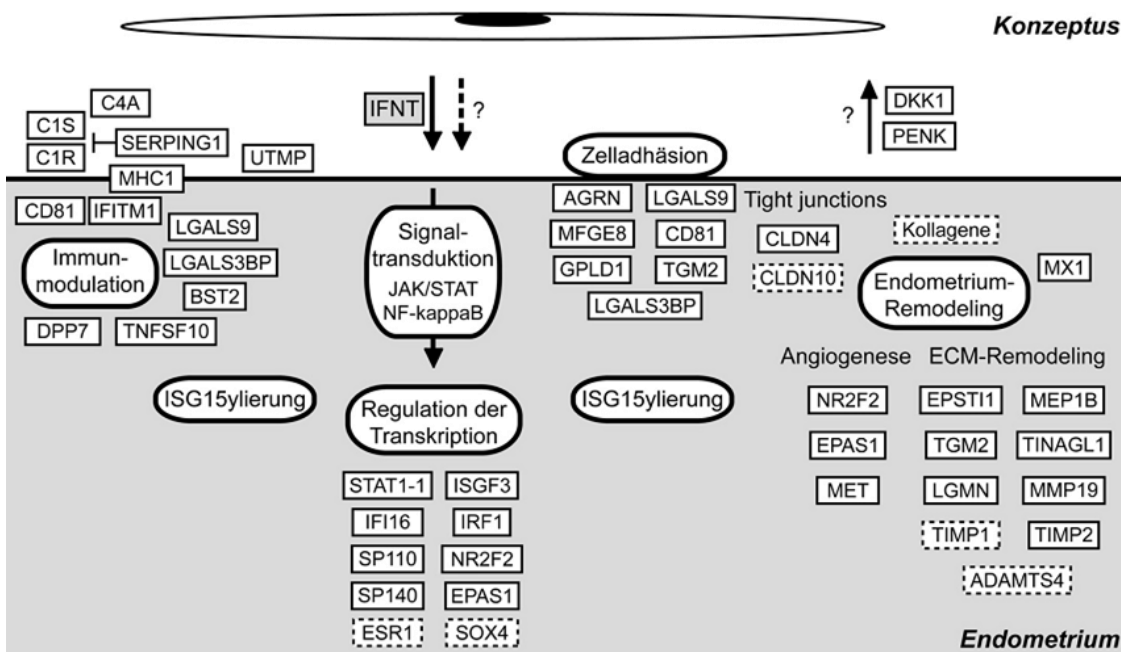 Konzeptus
C4A
C1S
SERPING1
C1R
UTMP
MHC1
CD81
IFITM1
LGALS9
Immun-
modulation
LGALS3BP
BST2
DPP7
TNFSF10
ISG15ylierung
IFNT
?
Signal-
transduktion
JAK/STAT
NF-kappaB
Regulation der
Transkription
STAT1-1
ISGF3
IFI16
IRF1
SP110
NR2F2
SP140
EPAS1
ESR1
SOX4
Zelladhäsion
AGRN
LGALS9
MFGE8
CD81
GPLD1
TGM2
LGALS3BP
ISG15ylierung
Tight junctions
CLDN4
CLDN10
?
DKK1
PENK
Kollagene
Endometrium-
Remodeling
MX1
Angiogenese
NR2F2
EPAS1
MET
ECM-Remodeling
EPSTI1
MEP1B
TGM2
TINAGL1
LGMN
MMP19
TIMP1
TIMP2
ADAMTS4
Endometrium